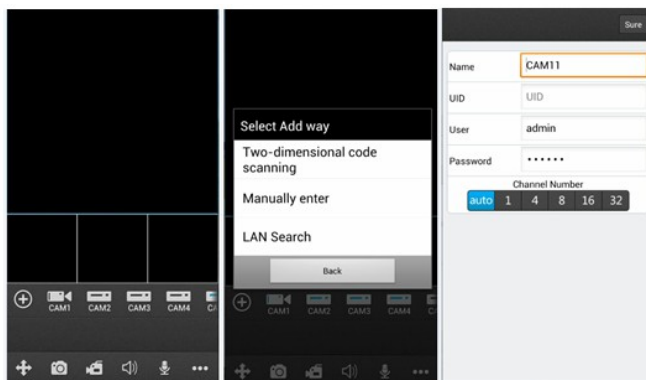 CAM1 CAM2 CAM3 CAM4
Select Add way
Two-dimensional code
scanning
Manually enter
LAN Search
Back
CAM1 CAM2 CAM3 CAM4
Sure
Name CAM11
UID UID
User admin
Password ······
Channel Number
auto 1 4 8 16 32